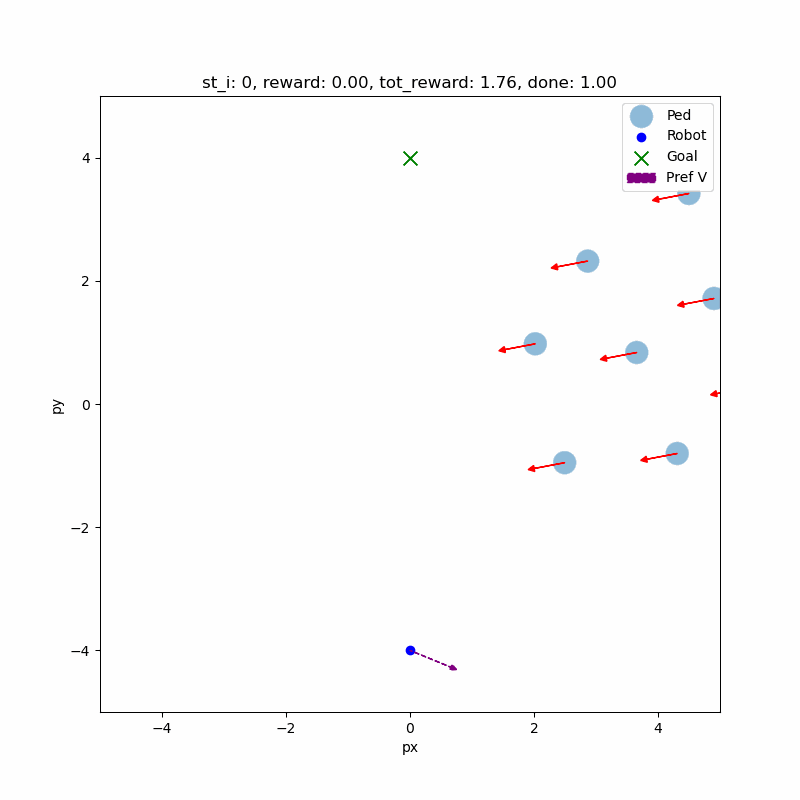 st_i: 0, reward: 0.00, tot_reward: 1.76, done: 1.00
Ped
Robot
Goal
Pref V
4
2
0
−2
−4
py
−4
−2
0
2
4
px